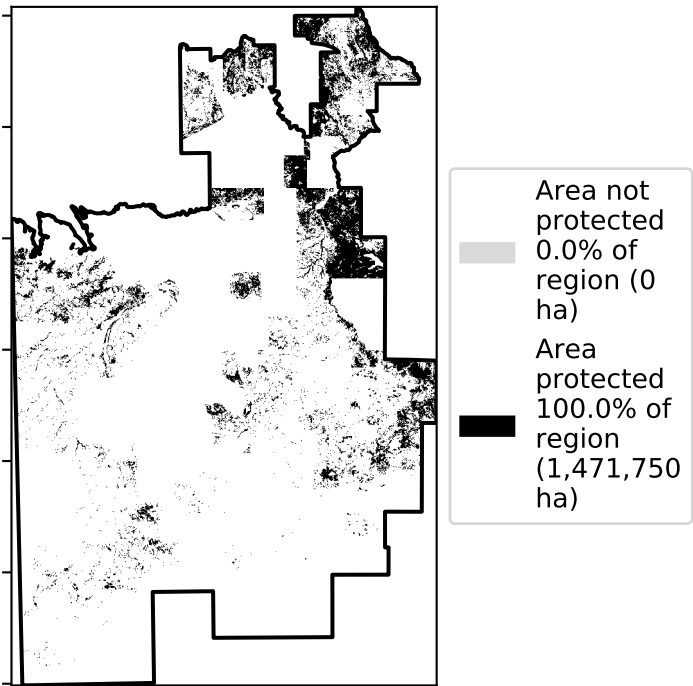 Area not
protected
0.0% of
region (0
ha)
Area
protected
100.0% of
region
(1,471,750
ha)